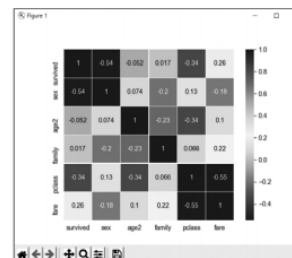 Figure 1
survived 1 -0.54 -0.052 0.017 -0.34 0.26
sex -0.54 1 0.074 -0.2 0.13 -0.18
age2 -0.052 0.074 1 -0.23 -0.34 0.1
family 0.017 -0.2 -0.23 1 0.066 0.22
pclass -0.34 0.13 -0.34 0.066 1 -0.55
fare 0.26 -0.18 0.1 0.22 -0.55 1
survived sex age2 family pclass fare
1.0
0.8
0.6
0.4
0.2
0.0
-0.2
-0.4